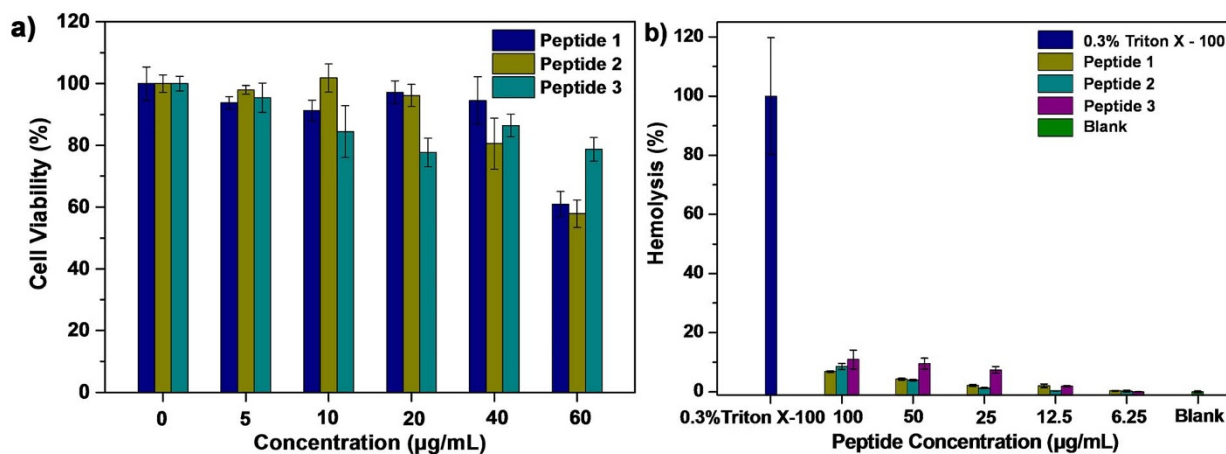 a)
Cell Viability (%)
120
100
80
60
40
20
0
Peptide 1
Peptide 2
Peptide 3
0 5 10 20 40 60
Concentration (µg/mL)
b)
Hemolysis (%)
120
100
80
60
40
20
0
0.3% Triton X - 100
Peptide 1
Peptide 2
Peptide 3
Blank
0.3%Triton X-100 100 50 25 12.5 6.25 Blank
Peptide Concentration (µg/mL)